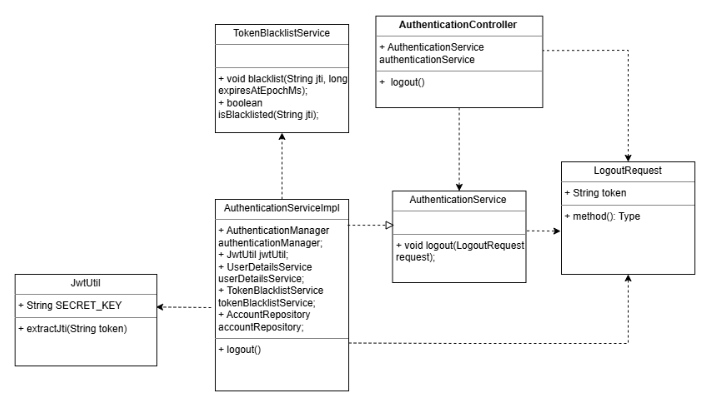 TokenBlacklistService
+ void blacklist(String jti, long
expiresAtEpochMs);
+ boolean
isBlacklisted(String jti);
AuthenticationController
+ AuthenticationService
authenticationService
+ logout()
LogoutRequest
+ String token
+ method(): Type
AuthenticationServiceImpl
+ AuthenticationManager
authenticationManager;
+ JwtUtil jwtUtil;
+ UserDetailsService
userDetailsService;
+ TokenBlacklistService
tokenBlacklistService;
+ AccountRepository
accountRepository;
+ logout()
AuthenticationService
+ void logout(LogoutRequest
request);
JwtUtil
+ String SECRET_KEY
+ extractJti(String token)